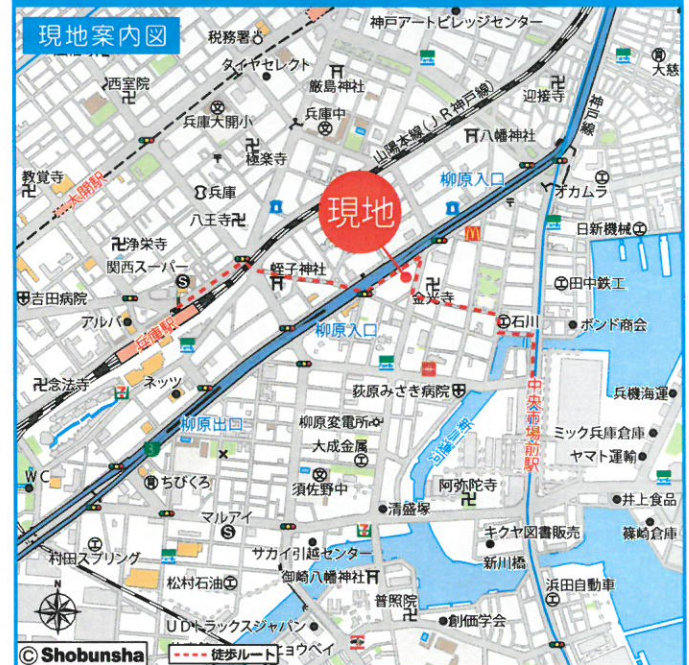 現地案内図
税務署
神戸アートビレッジセンター
ダイヤセレクト
西室院
厳島神社
大慈
兵庫大開小
兵庫中
迎接寺
山陽本線(JR神戸線)
八幡神社
極楽寺
教覚寺
大開駅
兵庫
柳原入口
オカムラ
現地
八王寺
日新機械
浄栄寺
関西スーパー
蛭子神社
田中鉄工
吉田病院
金光寺
アルバ
兵庫駅
石川
ボンド商会
柳原入口
念法寺
ネッツ
荻原みさき病院
中央市場前駅
兵機海運
柳原出口
柳原変電所
ミック兵庫倉庫
大成金属
ヤマト運輸
WC
ちびくろ
須佐野中
阿弥陀寺
井上食品
マルアイ
清盛塚
キクヤ図書販売
篠崎倉庫
村田スプリング
サカイ引越センター
新川橋
松村石油
御崎八幡神社
浜田自動車
普照院
UDトラックスジャパン
創価学会
ヒョウベイ
N
© Shobunsha
徒歩ルート